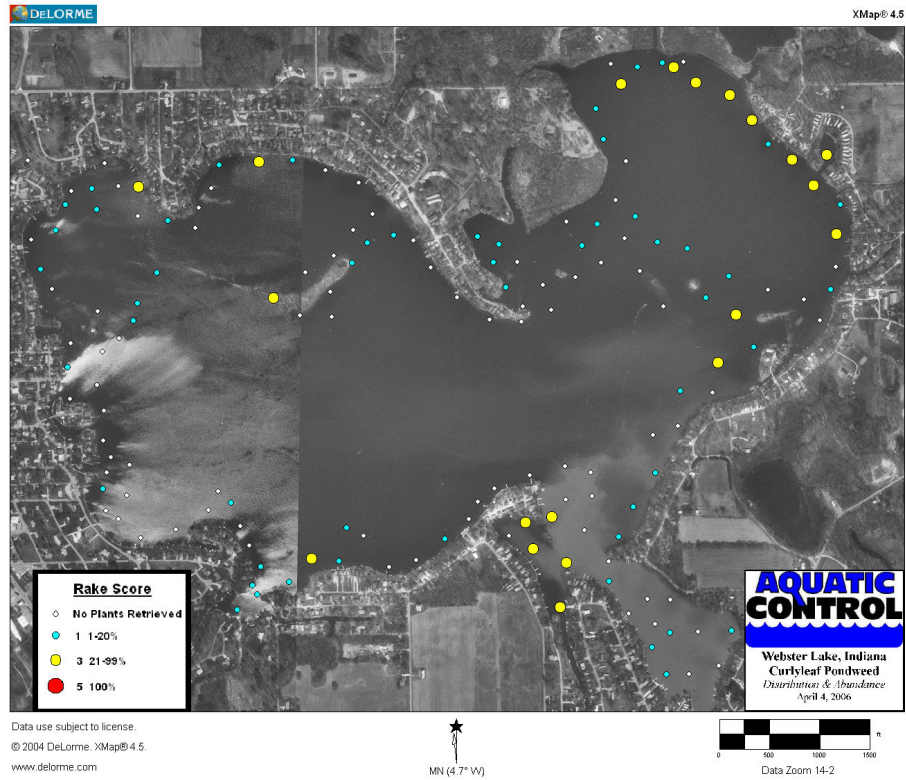 DELORME
XMap® 4.5
Rake Score
No Plants Retrieved
1 1-20%
3 21-99%
5 100%
AQUATIC
CONTROL
Webster Lake, Indiana
Curlyleaf Pondweed
Distribution & Abundance
April 4, 2006
Data use subject to license.
© 2004 DeLorme. XMap® 4.5.
www.delorme.com
MN (4.7° W)
ft
0 500 1000 1500
Data Zoom 14-2